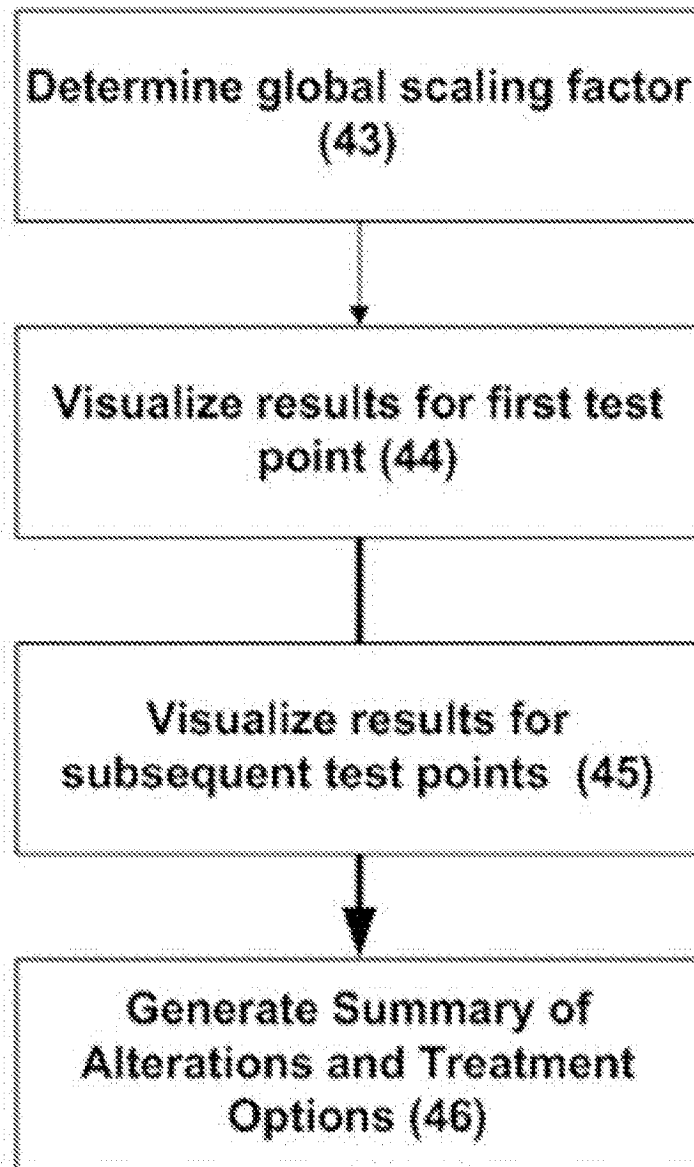 Determine global scaling factor
(43)
Visualize results for first test
point (44)
Visualize results for
subsequent test points (45)
Generate Summary of
Alterations and Treatment
Options (46)